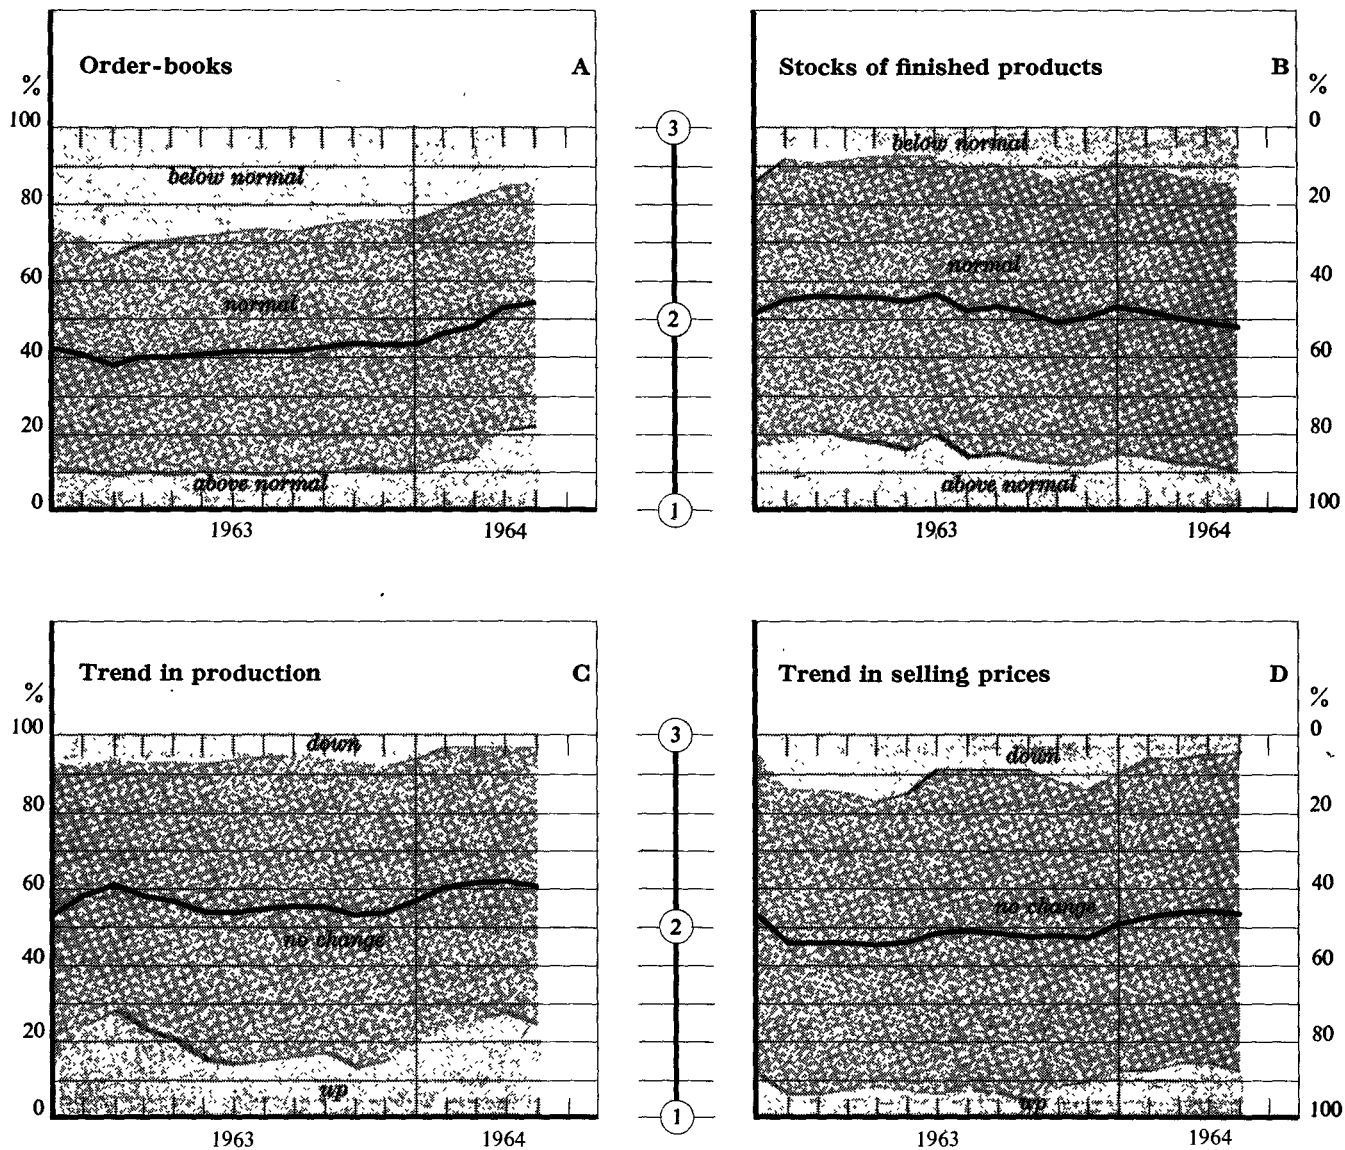 Order-books A
%
100
80
60
40
20
0
below normal
normal
above normal
1963 1964
3
2
1
Stocks of finished products B
%
0
20
40
60
80
100
below normal
normal
above normal
1963 1964
Trend in production C
%
100
80
60
40
20
0
down
no change
up
1963 1964
3
2
1
Trend in selling prices D
%
0
20
40
60
80
100
down
no change
up
1963 1964